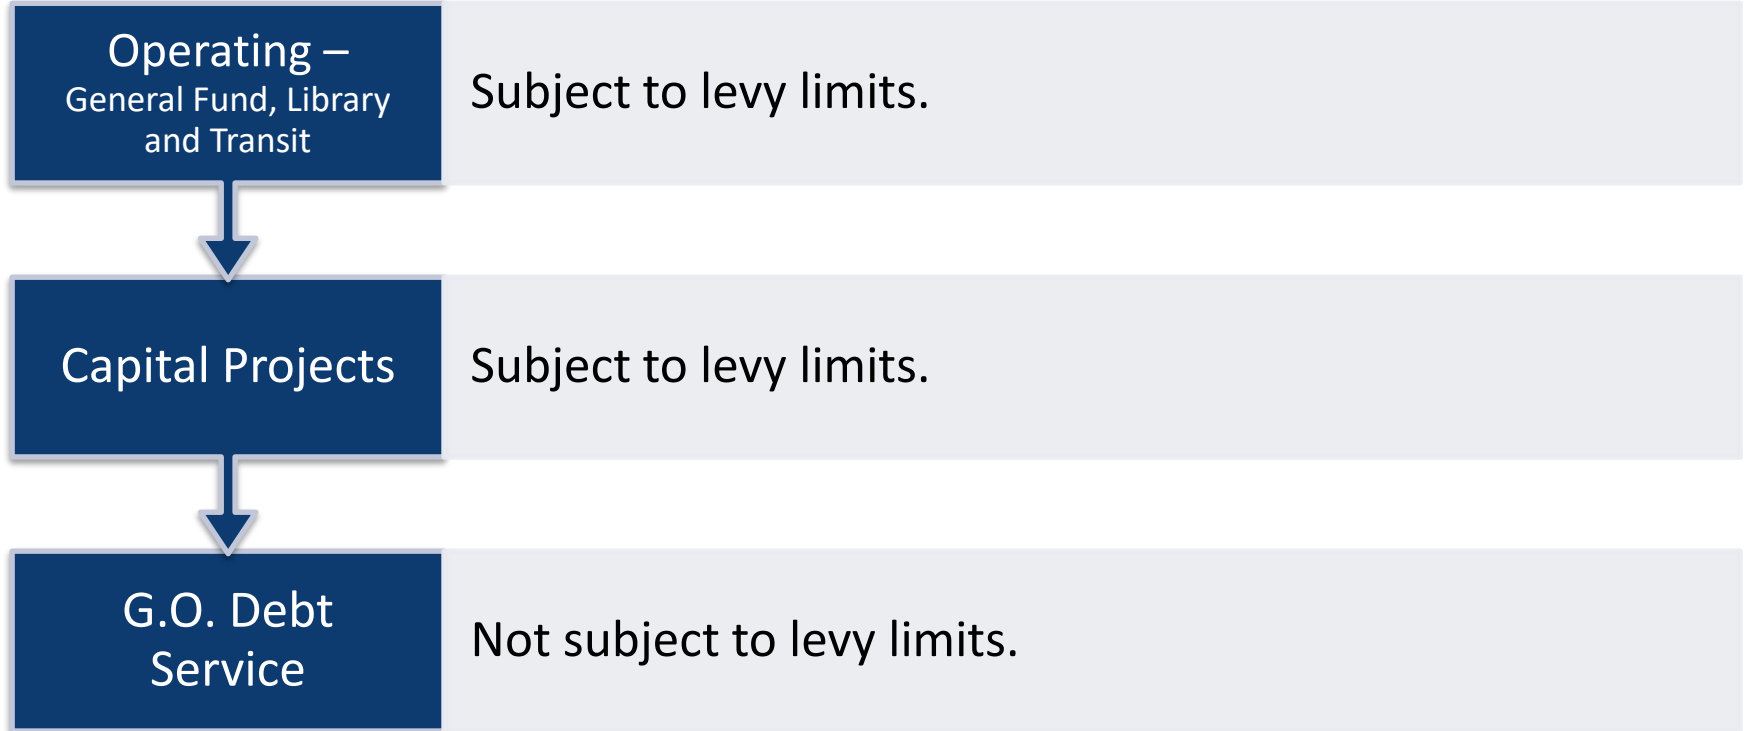 Operating –
General Fund, Library
and Transit
Subject to levy limits.
Capital Projects
Subject to levy limits.
G.O. Debt
Service
Not subject to levy limits.